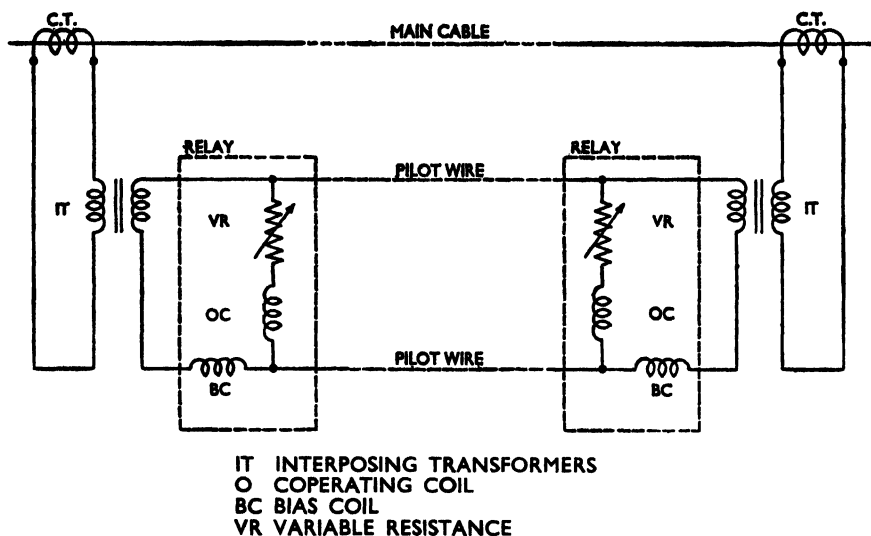 C.T. C.T.
MAIN CABLE
RELAY RELAY
PILOT WIRE
IT VR VR IT
OC OC
PILOT WIRE
BC BC
IT INTERPOSING TRANSFORMERS
O COPERATING COIL
BC BIAS COIL
VR VARIABLE RESISTANCE